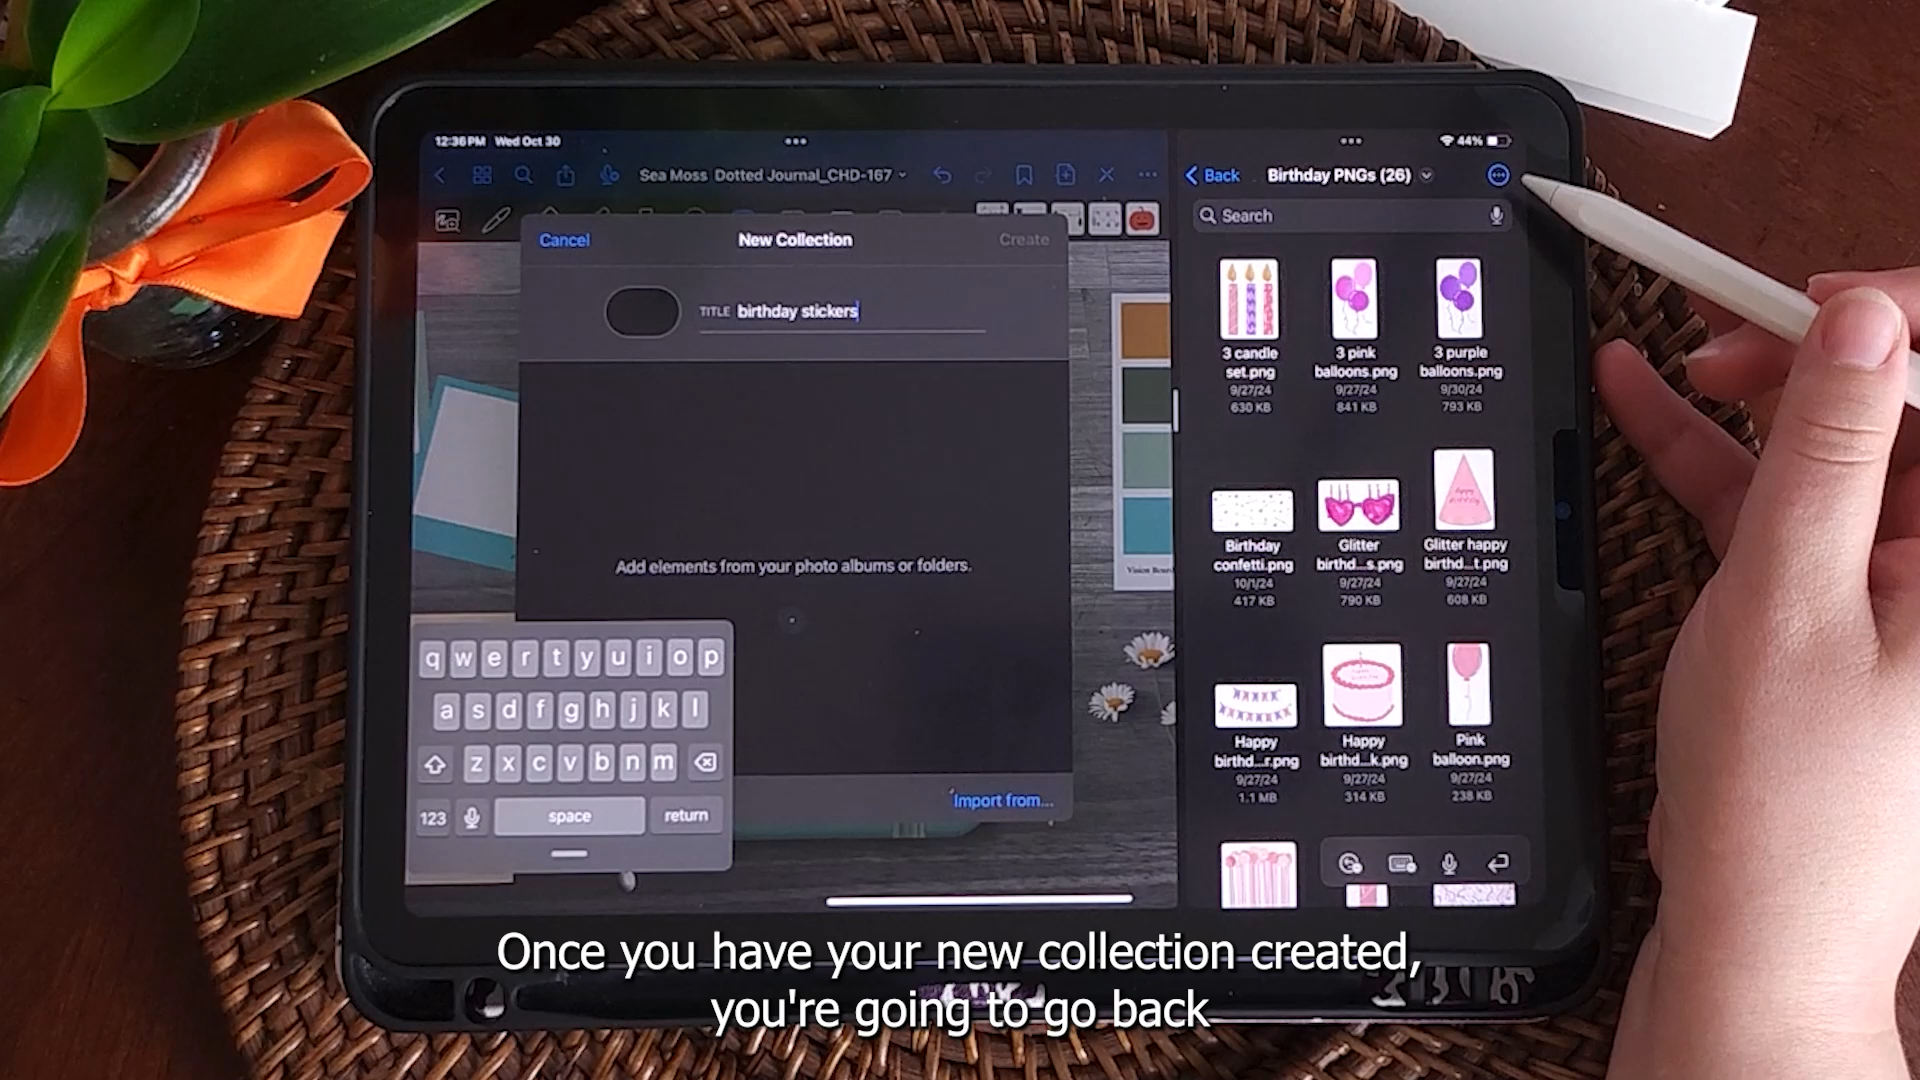 12:36 PM Wed Oct 30
44%
Sea Moss Dotted Journal_CHD-167
Back
Birthday PNGs (26)
Search
Cancel
New Collection
Create
TITLE birthday stickers
Add elements from your photo albums or folders.
Import from...
3 candle
set.png
9/27/24
630 KB
3 pink
balloons.png
9/27/24
841 KB
3 purple
balloons.png
9/30/24
793 KB
Birthday
confetti.png
10/1/24
417 KB
Glitter
birthd...s.png
9/27/24
790 KB
Glitter happy
birthd...t.png
9/27/24
608 KB
Happy
birthd...r.png
9/27/24
1.1 MB
Happy
birthd...k.png
9/27/24
314 KB
Pink
balloon.png
9/27/24
238 KB
q w e r t y u i o p
a s d f g h j k l
z x c v b n m
123
space
return
Once you have your new collection created,
you're going to go back